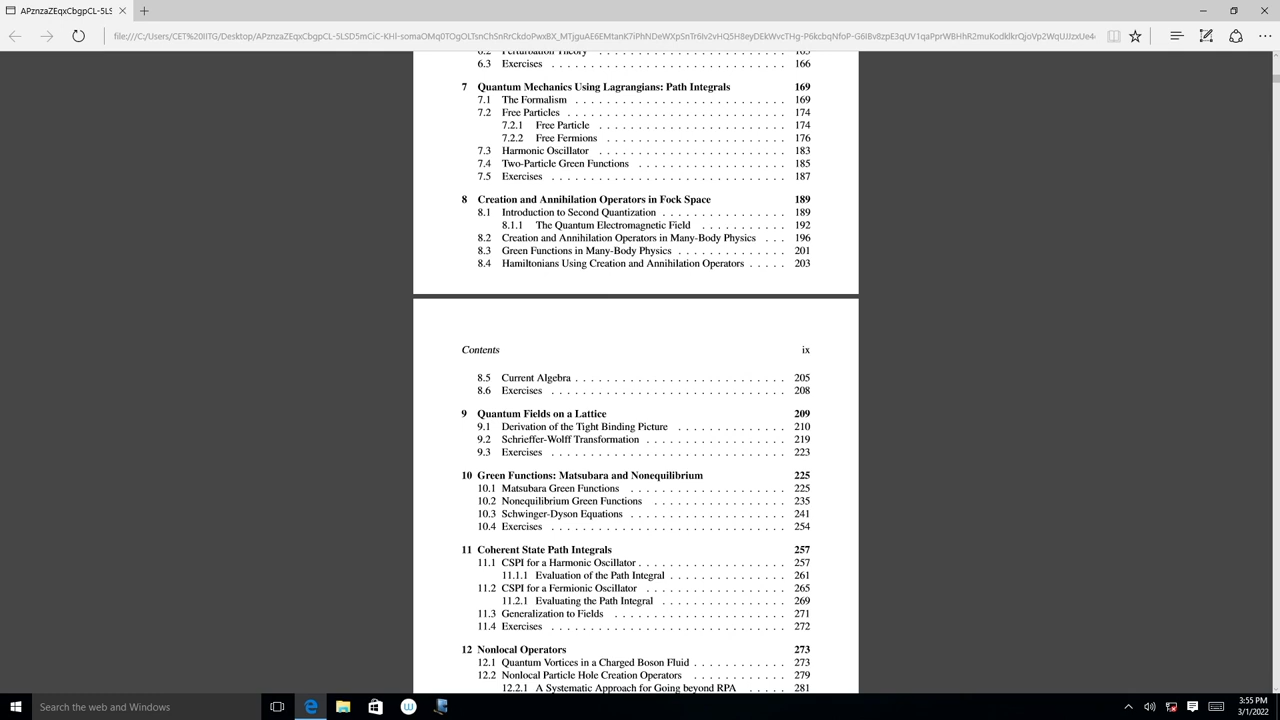 APznzaZEqxCbgpCL-5LS
6.2 Perturbation Theory . . . . . . . . . . . . . . . . . . . . . . . . 165
6.3 Exercises . . . . . . . . . . . . . . . . . . . . . . . . . . . 166
7 Quantum Mechanics Using Lagrangians: Path Integrals 169
7.1 The Formalism . . . . . . . . . . . . . . . . . . . . . . . . . 169
7.2 Free Particles . . . . . . . . . . . . . . . . . . . . . . . . . . 174
7.2.1 Free Particle . . . . . . . . . . . . . . . . . . . . . . . 174
7.2.2 Free Fermions . . . . . . . . . . . . . . . . . . . . . . 176
7.3 Harmonic Oscillator . . . . . . . . . . . . . . . . . . . . . . . 183
7.4 Two-Particle Green Functions . . . . . . . . . . . . . . . . . . 185
7.5 Exercises . . . . . . . . . . . . . . . . . . . . . . . . . . . 187
8 Creation and Annihilation Operators in Fock Space 189
8.1 Introduction to Second Quantization . . . . . . . . . . . . . . . 189
8.1.1 The Quantum Electromagnetic Field . . . . . . . . . . 192
8.2 Creation and Annihilation Operators in Many-Body Physics . . . 196
8.3 Green Functions in Many-Body Physics . . . . . . . . . . . . . 201
8.4 Hamiltonians Using Creation and Annihilation Operators . . . . . 203
Contents ix
8.5 Current Algebra . . . . . . . . . . . . . . . . . . . . . . . . . 205
8.6 Exercises . . . . . . . . . . . . . . . . . . . . . . . . . . . 208
9 Quantum Fields on a Lattice 209
9.1 Derivation of the Tight Binding Picture . . . . . . . . . . . . . 210
9.2 Schrieffer-Wolff Transformation . . . . . . . . . . . . . . . . . 219
9.3 Exercises . . . . . . . . . . . . . . . . . . . . . . . . . . . 223
10 Green Functions: Matsubara and Nonequilibrium 225
10.1 Matsubara Green Functions . . . . . . . . . . . . . . . . . . 225
10.2 Nonequilibrium Green Functions . . . . . . . . . . . . . . . . 235
10.3 Schwinger-Dyson Equations . . . . . . . . . . . . . . . . . . 241
10.4 Exercises . . . . . . . . . . . . . . . . . . . . . . . . . . . 254
11 Coherent State Path Integrals 257
11.1 CSPI for a Harmonic Oscillator . . . . . . . . . . . . . . . . . 257
11.1.1 Evaluation of the Path Integral . . . . . . . . . . . . . 261
11.2 CSPI for a Fermionic Oscillator . . . . . . . . . . . . . . . . 265
11.2.1 Evaluating the Path Integral . . . . . . . . . . . . . . 269
11.3 Generalization to Fields . . . . . . . . . . . . . . . . . . . . 271
11.4 Exercises . . . . . . . . . . . . . . . . . . . . . . . . . . . 272
12 Nonlocal Operators 273
12.1 Quantum Vortices in a Charged Boson Fluid . . . . . . . . . . . 273
12.2 Nonlocal Particle Hole Creation Operators . . . . . . . . . . . 279
12.2.1 A Systematic Approach for Going beyond RPA . . . . . 281
Search the web and Windows
3:55 PM
3/1/2022